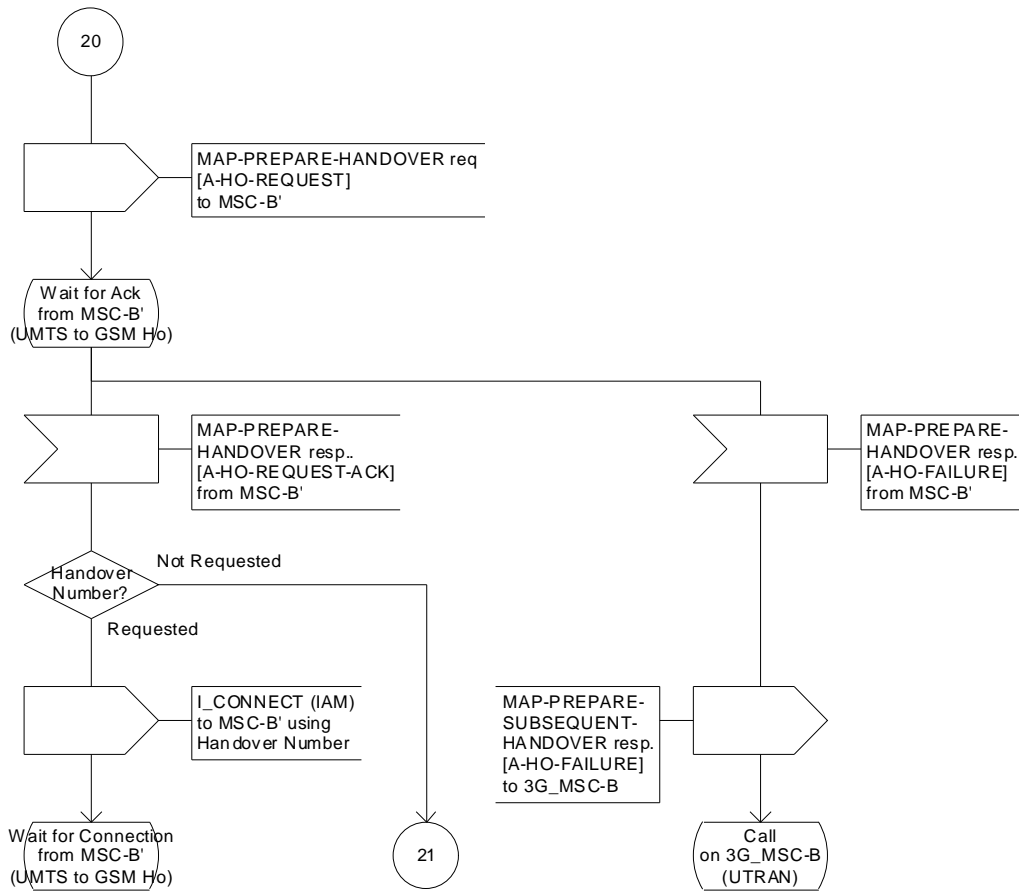 20
MAP-PREPARE-HANDOVER req
[A-HO-REQUEST]
to MSC-B'
Wait for Ack
from MSC-B'
(UMTS to GSM Ho)
MAP-PREPARE-
HANDOVER resp..
[A-HO-REQUEST-ACK]
from MSC-B'
MAP-PREPARE-
HANDOVER resp.
[A-HO-FAILURE]
from MSC-B'
Handover
Number?
Not Requested
Requested
I_CONNECT (IAM)
to MSC-B' using
Handover Number
MAP-PREPARE-
SUBSEQUENT-
HANDOVER resp.
[A-HO-FAILURE]
to 3G_MSC-B
Wait for Connection
from MSC-B'
(UMTS to GSM Ho)
21
Call
on 3G_MSC-B
(UTRAN)